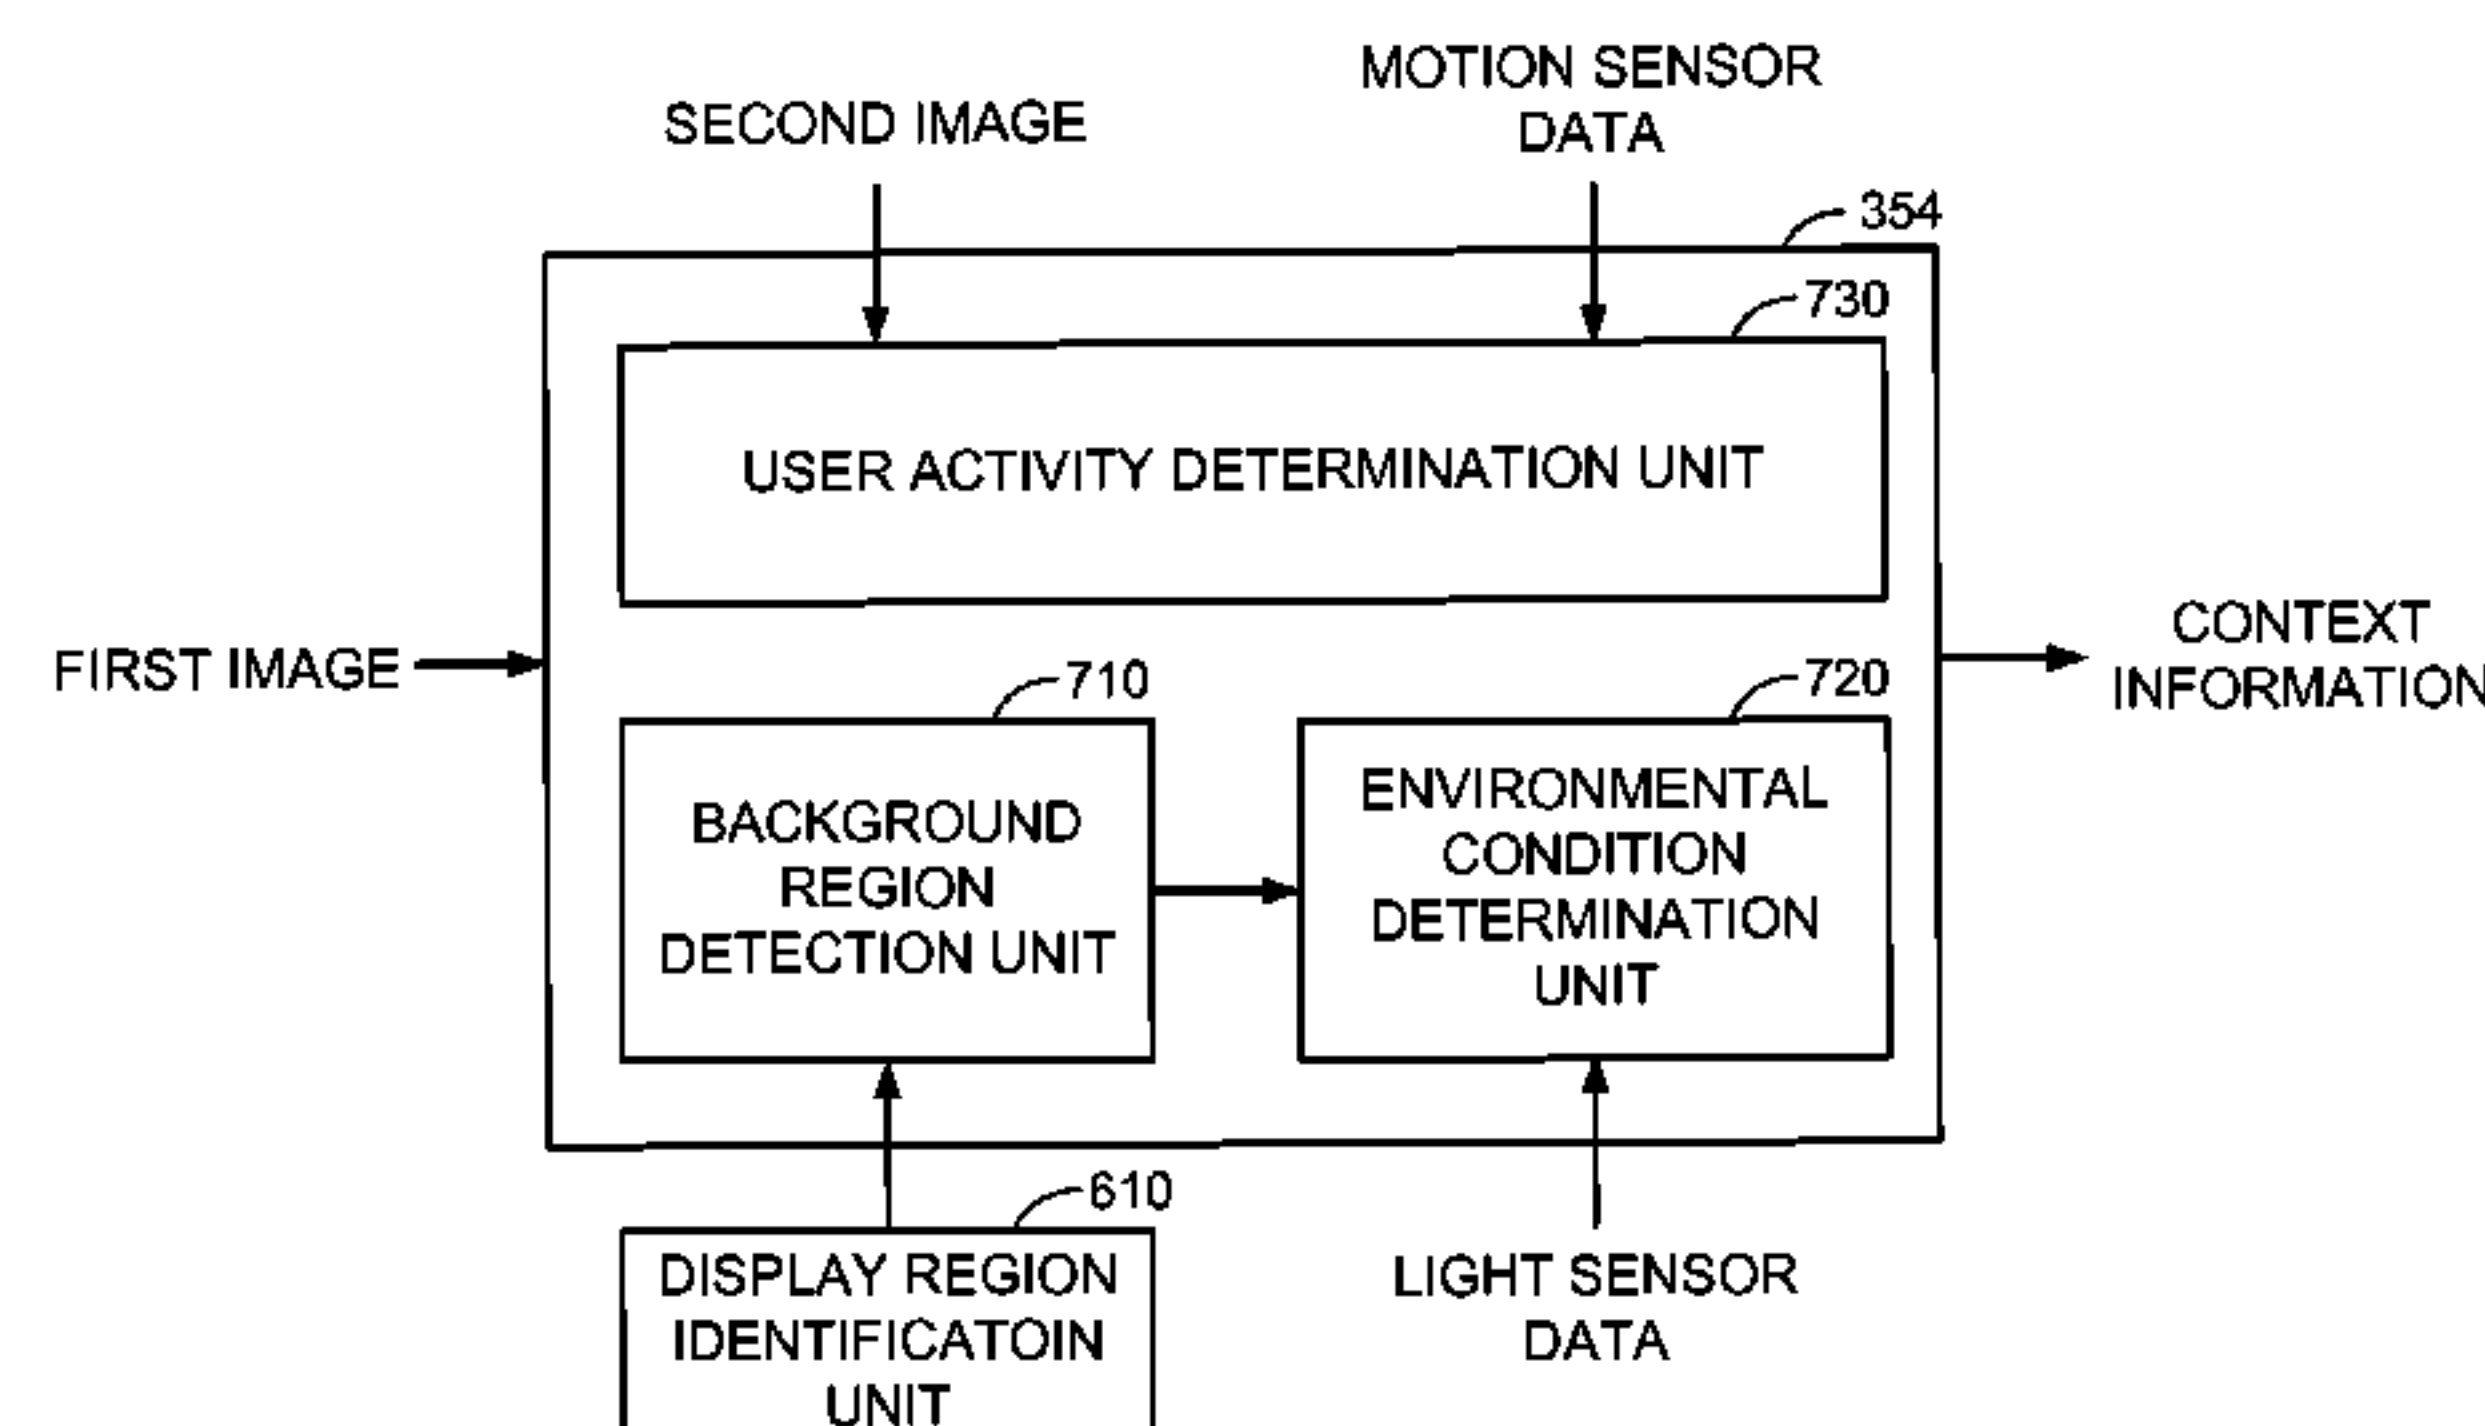 MOTION SENSOR
DATA
SECOND IMAGE
354
730
USER ACTIVITY DETERMINATION UNIT
FIRST IMAGE
CONTEXT
INFORMATION
710
720
BACKGROUND
REGION
DETECTION UNIT
ENVIRONMENTAL
CONDITION
DETERMINATION
UNIT
610
DISPLAY REGION
IDENTIFICATOIN
UNIT
LIGHT SENSOR
DATA